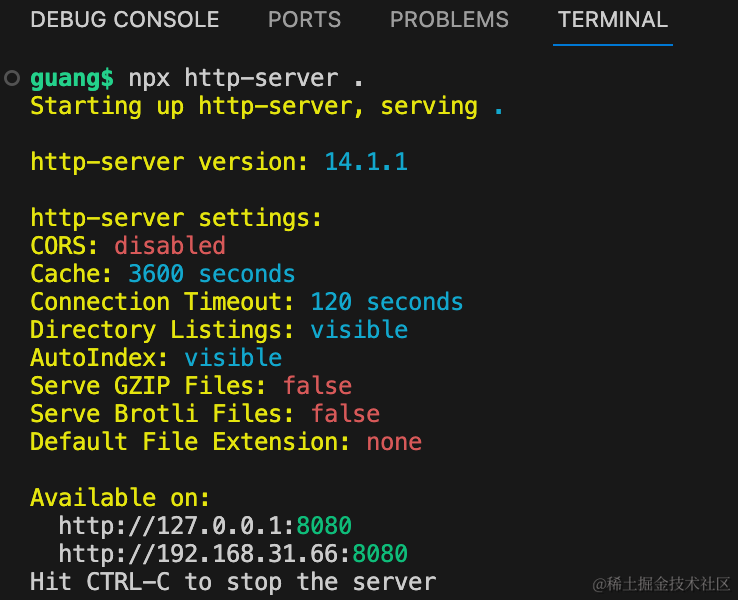 DEBUG CONSOLE PORTS PROBLEMS TERMINAL
guang$ npx http-server .
Starting up http-server, serving .
http-server version: 14.1.1
http-server settings:
CORS: disabled
Cache: 3600 seconds
Connection Timeout: 120 seconds
Directory Listings: visible
AutoIndex: visible
Serve GZIP Files: false
Serve Brotli Files: false
Default File Extension: none
Available on:
http://127.0.0.1:8080
http://192.168.31.66:8080
Hit CTRL-C to stop the server
@稀土掘金技术社区